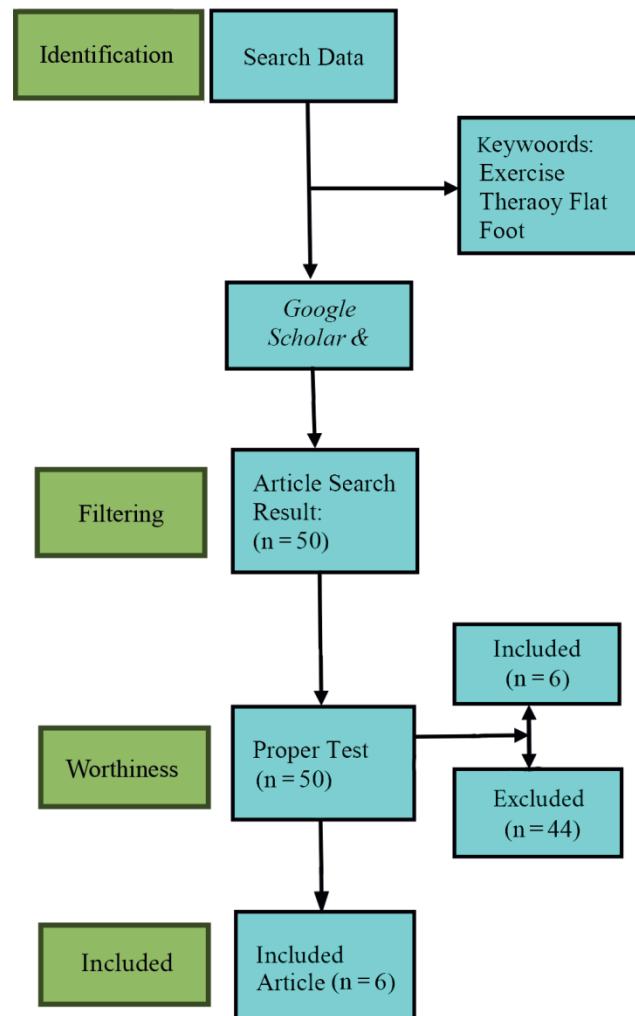 Identification
Search Data
Keywoords:
Exercise
Theraoy Flat
Foot
Google
Scholar &
Filtering
Article Search
Result:
(n = 50)
Included
(n = 6)
Worthiness
Proper Test
(n = 50)
Excluded
(n = 44)
Included
Included
Article (n = 6)